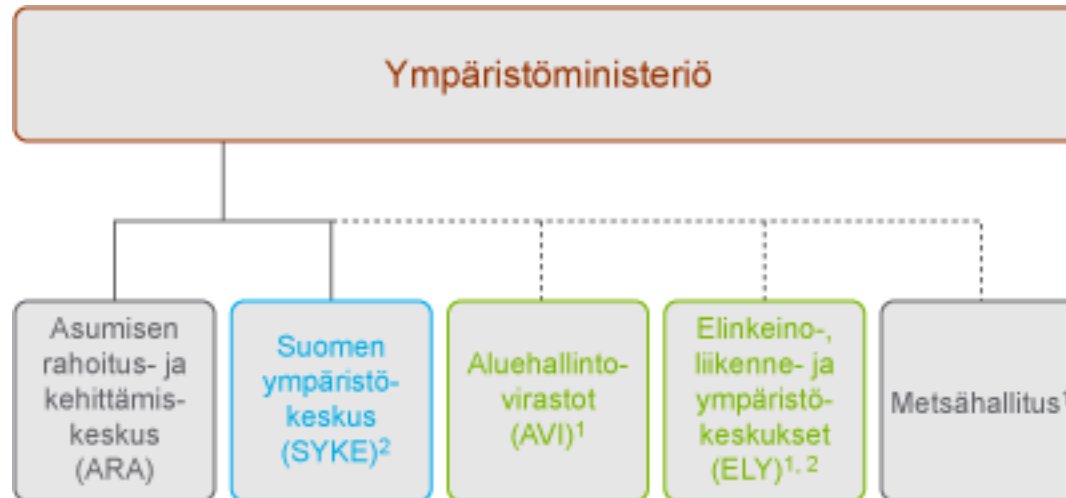 Ympäristöministeriö
Asumisen
rahoitus- ja
kehittämis-
keskus
(ARA)
Suomen
ympäristö-
keskus
(SYKE)²
Aluehallinto-
virastot
(AVI)¹
Elinkeino-,
liikenne- ja
ympäristö-
keskukset
(ELY)¹, ²
Metsähallitus¹